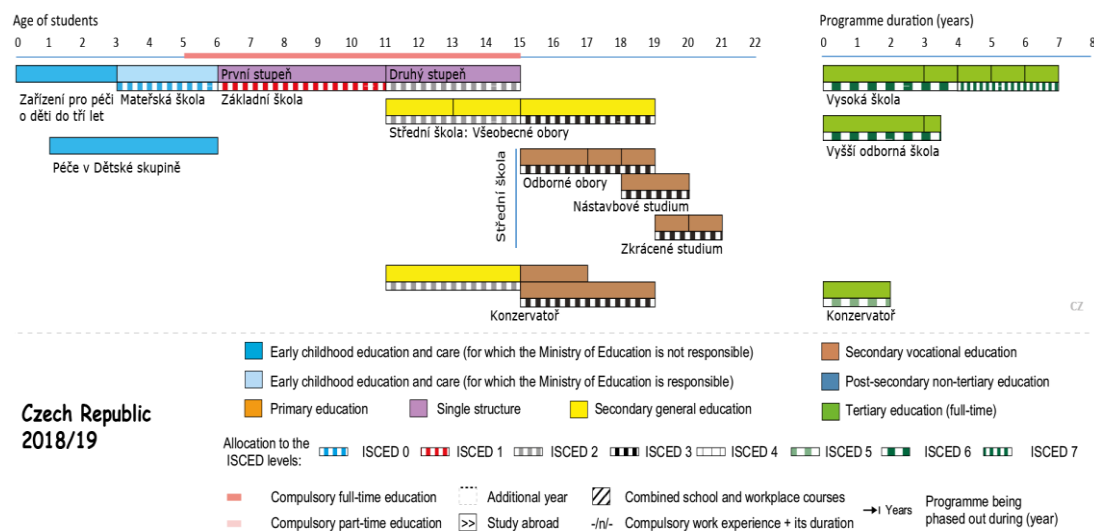 Age of students
Programme duration (years)
0 1 2 3 4 5 6 7 8 9 10 11 12 13 14 15 16 17 18 19 20 21 22
0 1 2 3 4 5 6 7 8
První stupeň
Druhý stupeň
Zařízení pro péči
o děti do tří let
Mateřská škola
Základní škola
Vysoká škola
Střední škola: Všeobecné obory
Vyšší odborná škola
Péče v Dětské skupině
Střední škola
Odborné obory
Nástavbové studium
Zkrácené studium
Konzervatoř
Konzervatoř
CZ
Early childhood education and care (for which the Ministry of Education is not responsible)
Secondary vocational education
Early childhood education and care (for which the Ministry of Education is responsible)
Post-secondary non-tertiary education
Primary education
Single structure
Secondary general education
Tertiary education (full-time)
Czech Republic
2018/19
Allocation to the
ISCED levels:
ISCED 0
ISCED 1
ISCED 2
ISCED 3
ISCED 4
ISCED 5
ISCED 6
ISCED 7
Compulsory full-time education
Additional year
Combined school and workplace courses
Years
Programme being
phased out during (year)
Compulsory part-time education
>> Study abroad
-/n/- Compulsory work experience + its duration